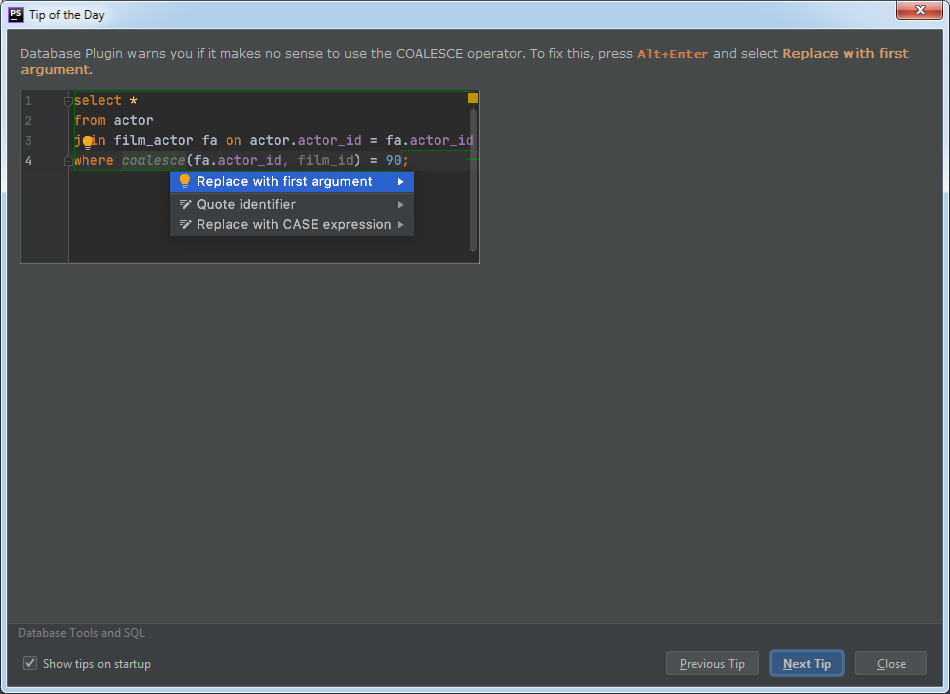 PS Tip of the Day
Database Plugin warns you if it makes no sense to use the COALESCE operator. To fix this, press Alt+Enter and select Replace with first
argument.
1 select *
2 from actor
3 join film_actor fa on actor.actor_id = fa.actor_id
4 where coalesce(fa.actor_id, film_id) = 90;
Replace with first argument
Quote identifier
Replace with CASE expression
Database Tools and SQL
Show tips on startup
Previous Tip Next Tip Close